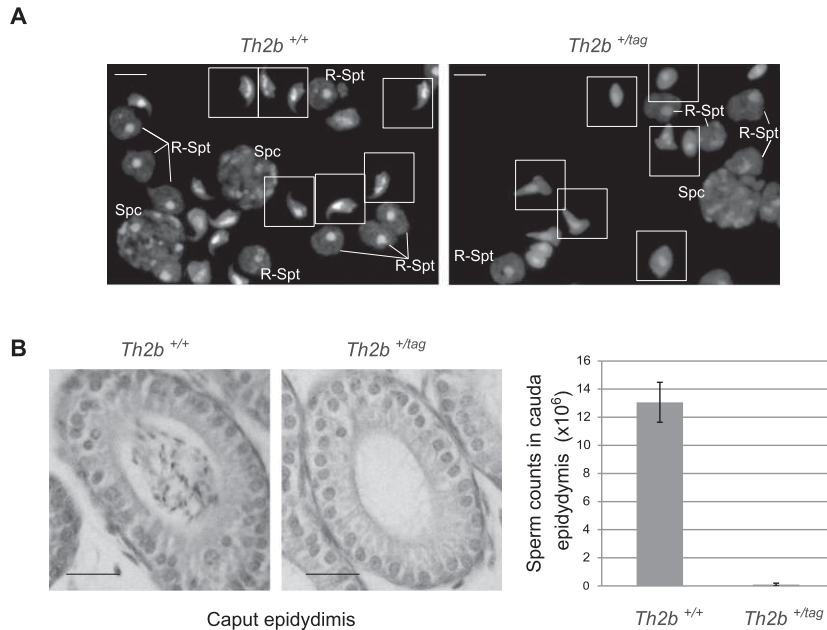 A
Th2b +/+
Th2b +/tag
R-Spt
R-Spt
Spc
Spc
R-Spt
R-Spt
R-Spt
R-Spt
Spc
R-Spt
B
Th2b +/+
Th2b +/tag
Caput epidydimis
Sperm counts in cauda
epidydymis (x10⁶)
16
14
12
10
8
6
4
2
0
Th2b +/+
Th2b +/tag